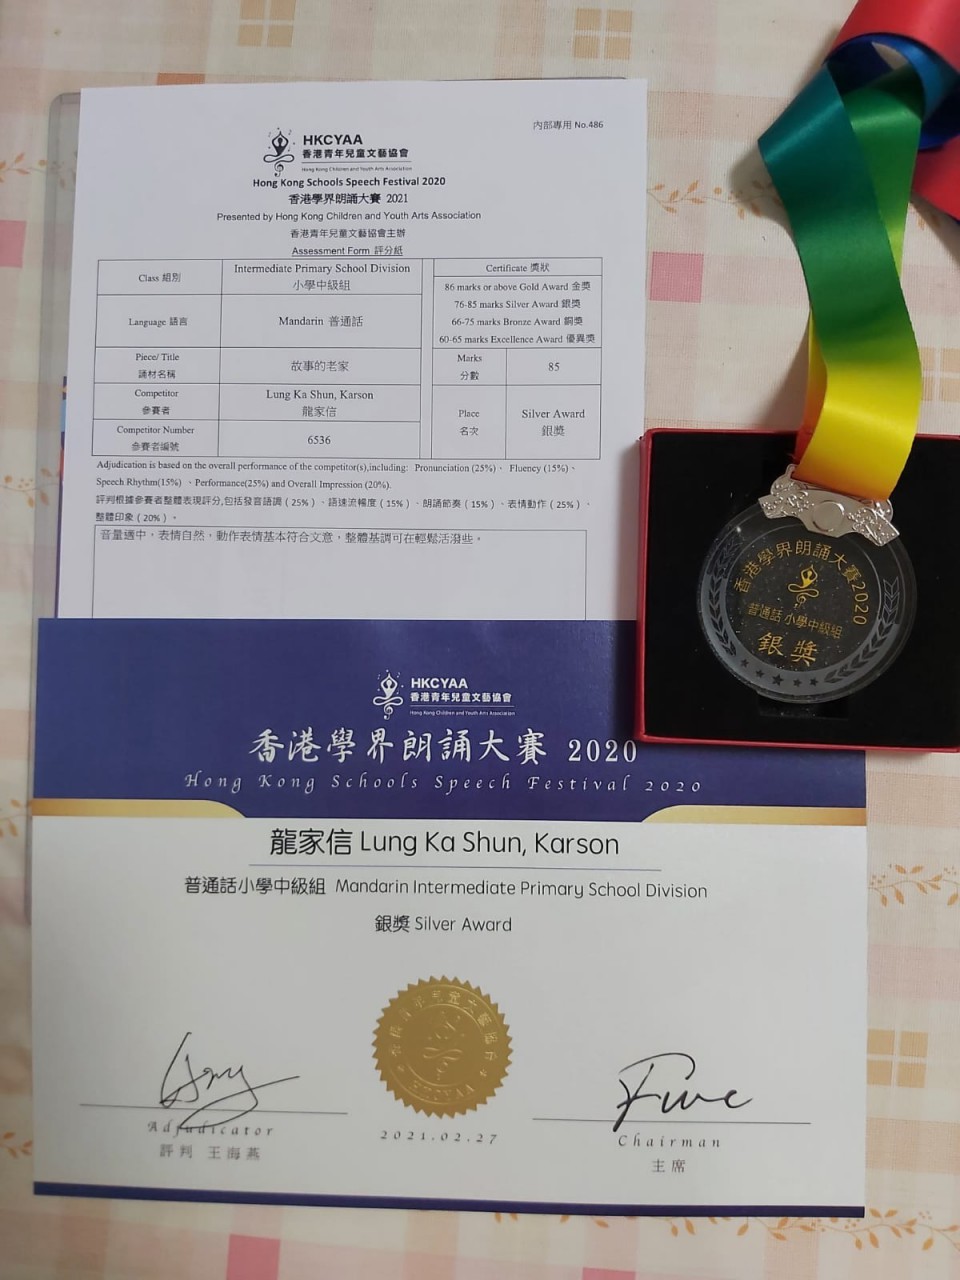 內部專用 No.486
HKCYAA
香港青年兒童文藝協會
Hong Kong Children and Youth Arts Association
Hong Kong Schools Speech Festival 2020
香港學界朗誦大賽 2021
Presented by Hong Kong Children and Youth Arts Association
香港青年兒童文藝協會主辦
Assessment Form 評分紙
Class 組別
Intermediate Primary School Division
小學中級組
Language 語言
Mandarin 普通話
Piece/ Title
誦材名稱
故事的老家
Competitor
參賽者
Lung Ka Shun, Karson
龍家信
Competitor Number
參賽者編號
6536
Certificate 獎狀
86 marks or above Gold Award 金獎
76-85 marks Silver Award 銀獎
66-75 marks Bronze Award 銅獎
60-65 marks Excellence Award 優異獎
Marks
分數
85
Place
名次
Silver Award
銀獎
Adjudication is based on the overall performance of the competitor(s),including: Pronunciation (25%)、 Fluency (15%)、
Speech Rhythm(15%) 、Performance(25%) and Overall Impression (20%).
評判根據參賽者整體表現評分,包括發音語調（25%）、語速流暢度（15%）、朗誦節奏（15%）、表情動作（25%）、
整體印象（20%）。
音量適中，表情自然，動作表情基本符合文意，整體基調可在輕鬆活潑些。
香港學界朗誦大賽2020
普通話 小學中級組
銀獎
HKCYAA
香港青年兒童文藝協會
Hong Kong Children and Youth Arts Association
香港學界朗誦大賽 2020
Hong Kong Schools Speech Festival 2020
龍家信 Lung Ka Shun, Karson
普通話小學中級組 Mandarin Intermediate Primary School Division
銀獎 Silver Award
HKCYAA
2021.02.27
Adjudicator
評判 王海燕
Chairman
主席